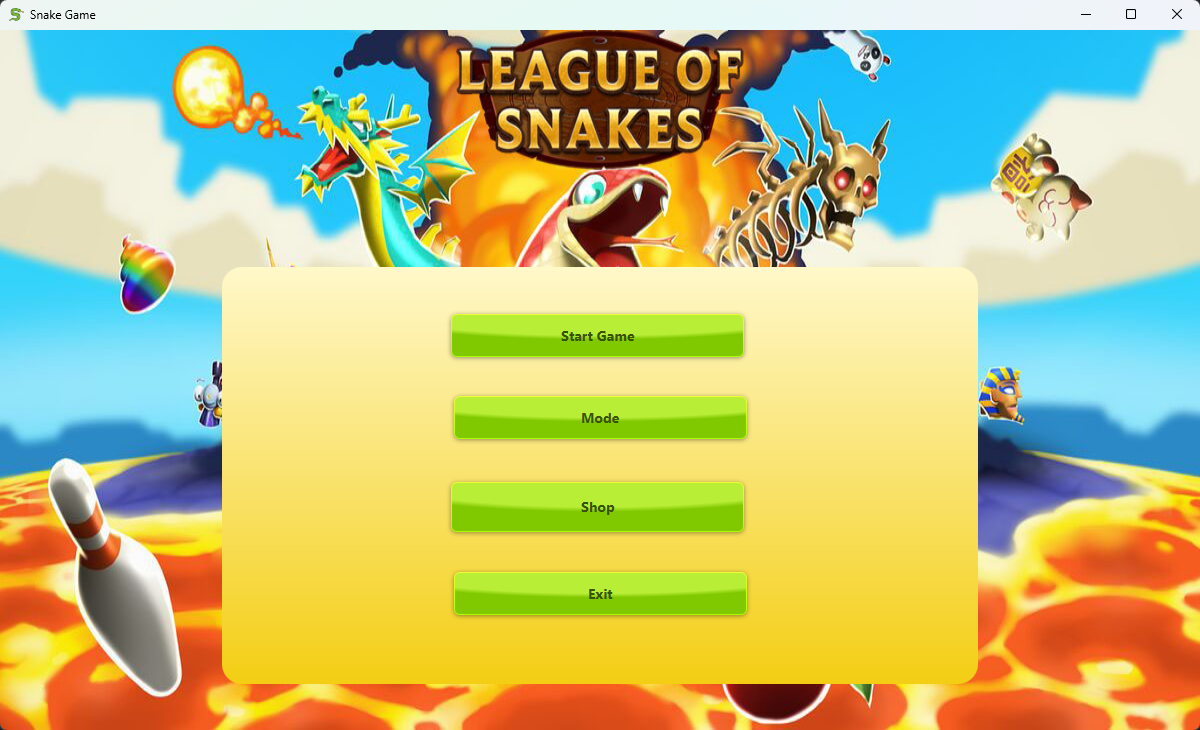 Snake Game
LEAGUE OF
SNAKES
Start Game
Mode
Shop
Exit